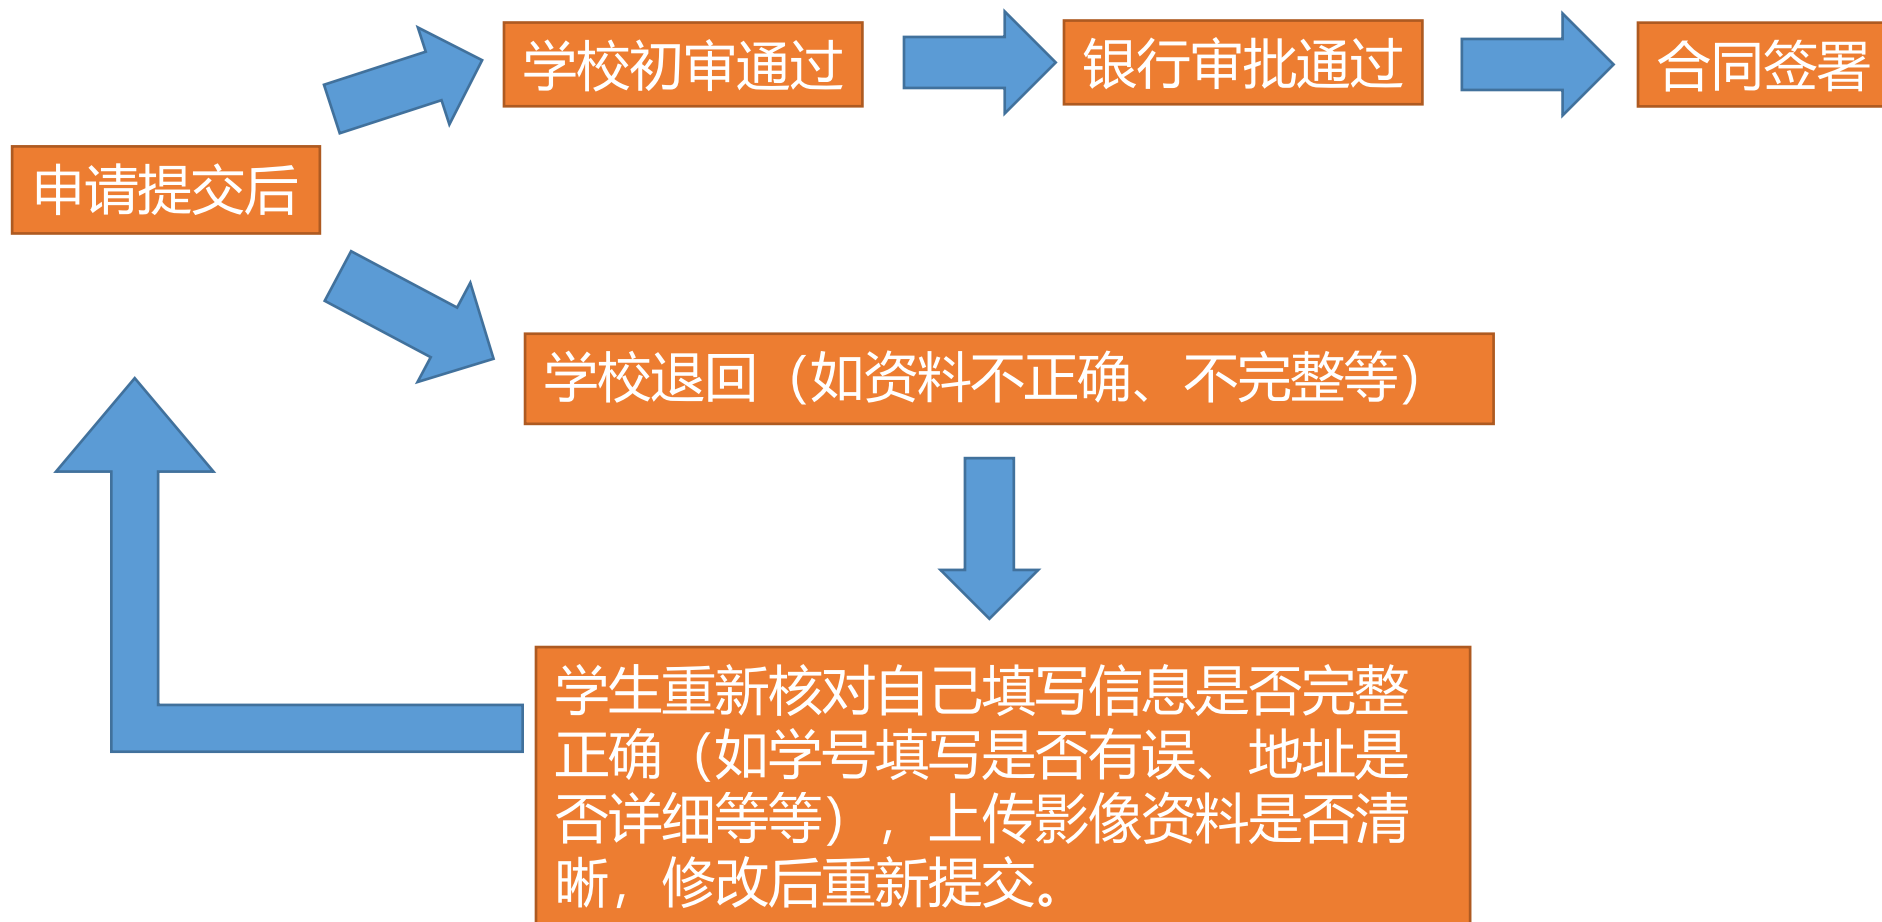 学校初审通过
银行审批通过
合同签署
申请提交后
学校退回（如资料不正确、不完整等）
学生重新核对自己填写信息是否完整
正确（如学号填写是否有误、地址是
否详细等等），上传影像资料是否清
晰，修改后重新提交。